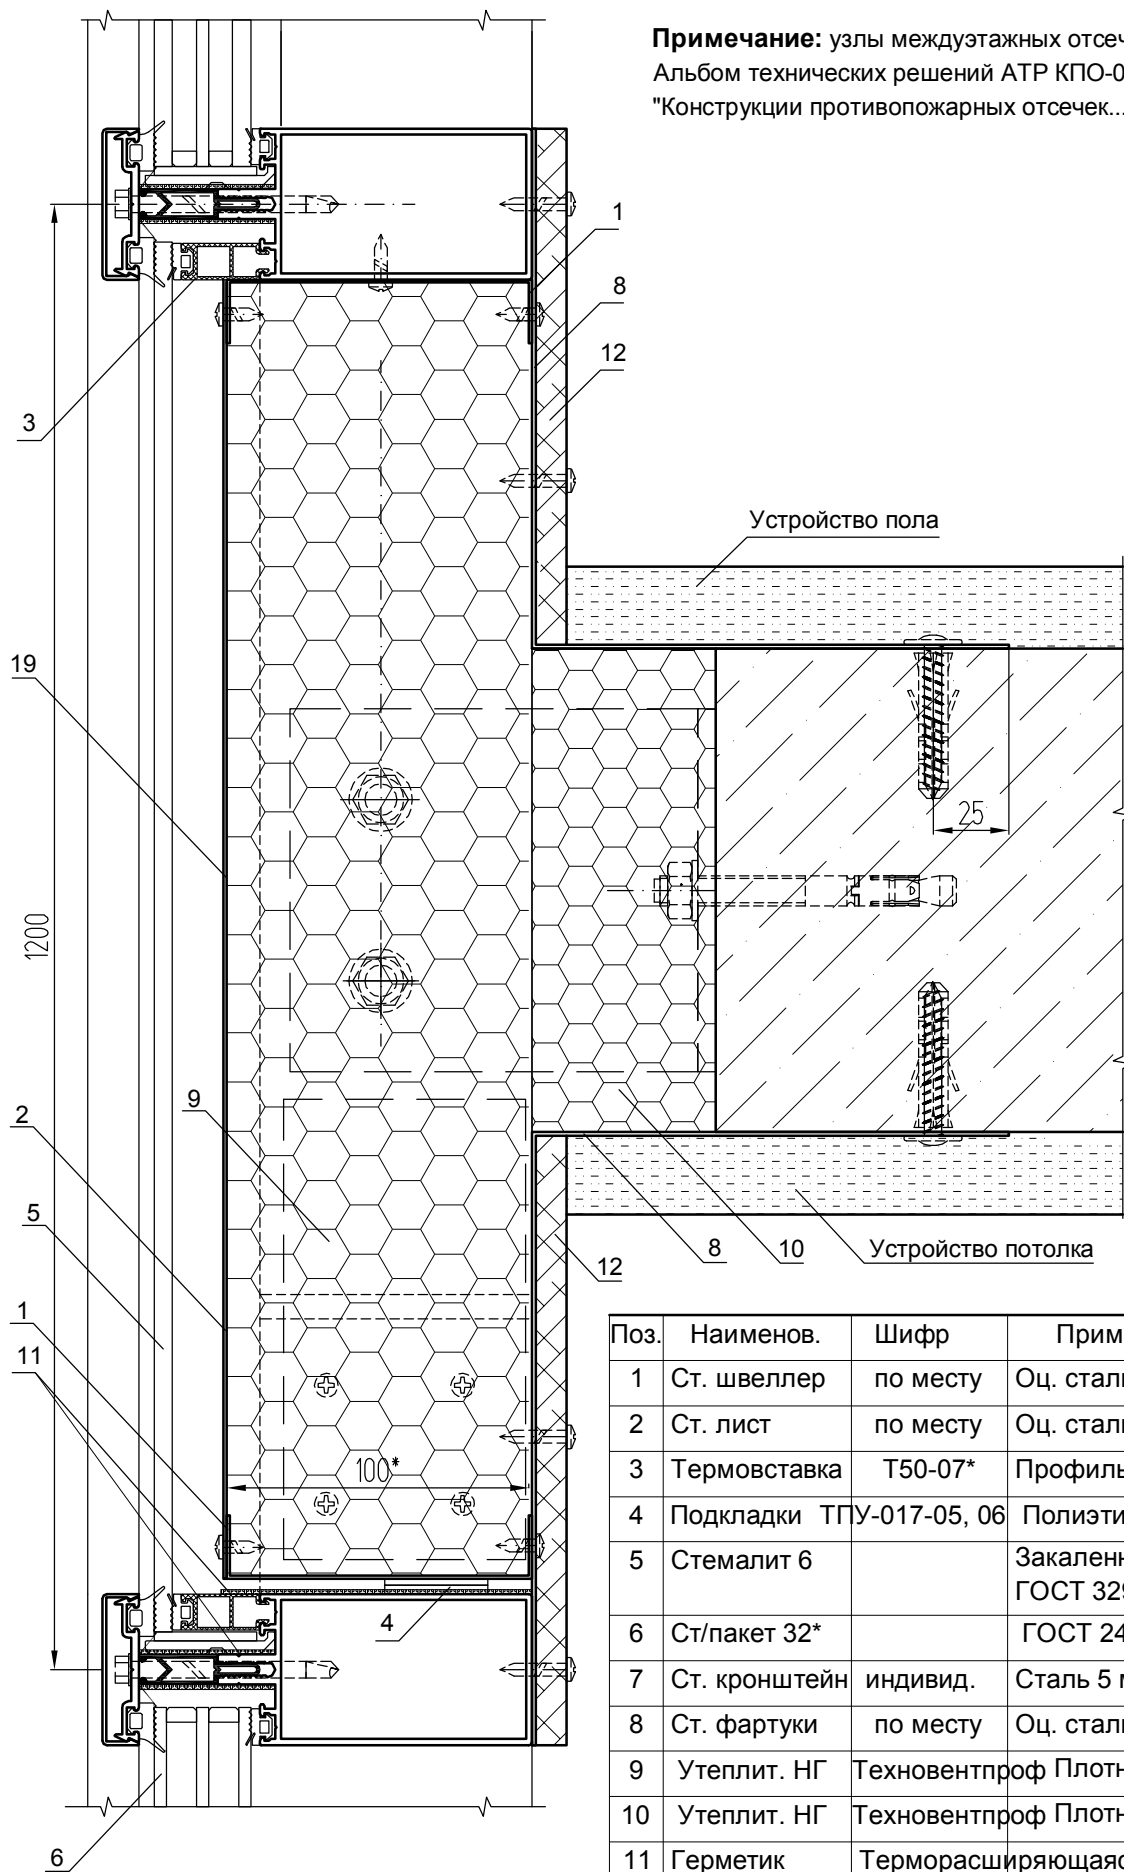 Примечание: узлы междуэтажных отсеч
Альбом технических решений АТР КПО-0
"Конструкции противопожарных отсечек...
1
8
12
3
Устройство пола
19
25
1200
9
2
5
8
10
Устройство потолка
12
1
11
100*
4
6
Поз. Наименов. Шифр Прим
1 Ст. швеллер по месту Оц. стал
2 Ст. лист по месту Оц. стал
3 Термовставка Т50-07* Профиль
4 Подкладки ТПУ-017-05, 06 Полиэти
5 Стемалит 6 Закаленн
ГОСТ 329
6 Ст/пакет 32* ГОСТ 24
7 Ст. кронштейн индивид. Сталь 5 м
8 Ст. фартуки по месту Оц. стал
9 Утеплит. НГ Техновентпроф Плотн
10 Утеплит. НГ Техновентпроф Плотн
11 Герметик Терморасширяющаяс